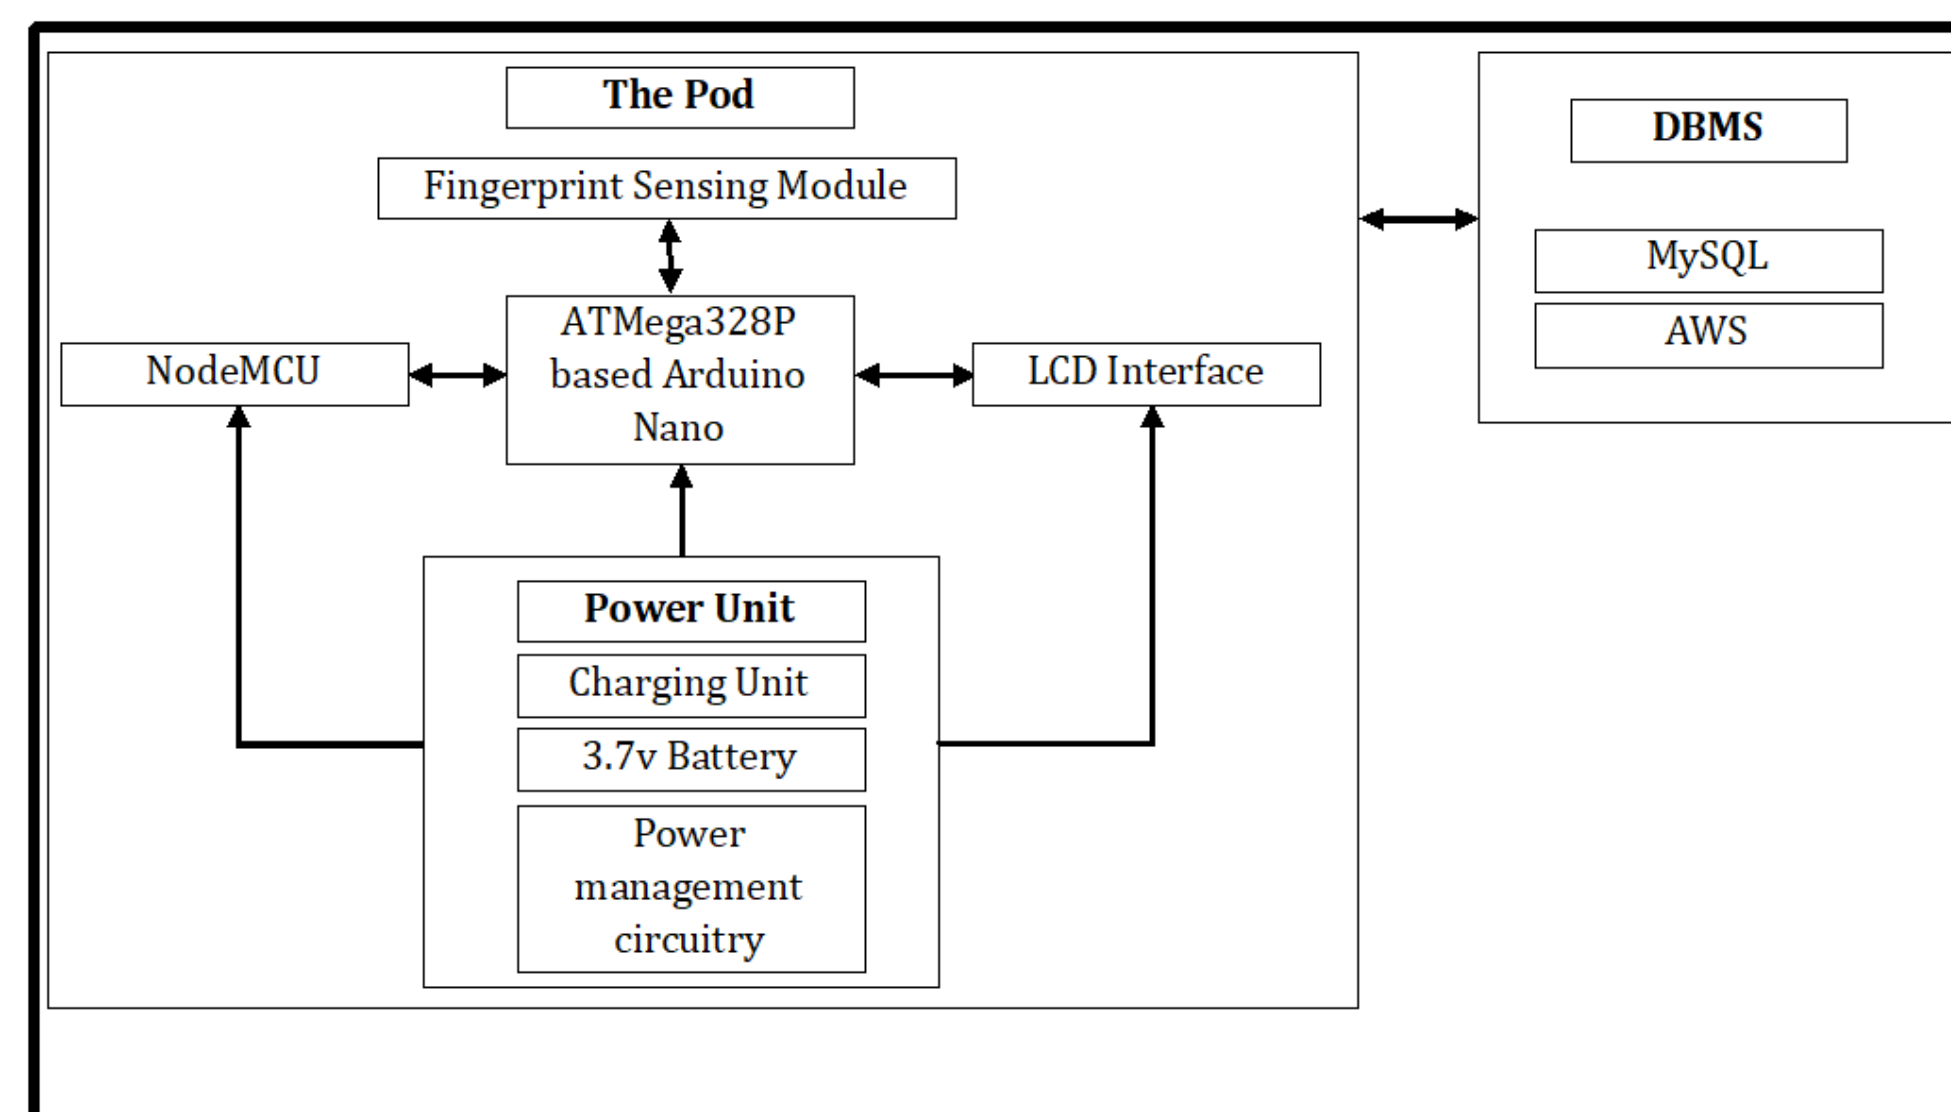 The Pod
Fingerprint Sensing Module
ATMega328P
based Arduino
Nano
NodeMCU
LCD Interface
Power Unit
Charging Unit
3.7v Battery
Power
management
circuitry
DBMS
MySQL
AWS